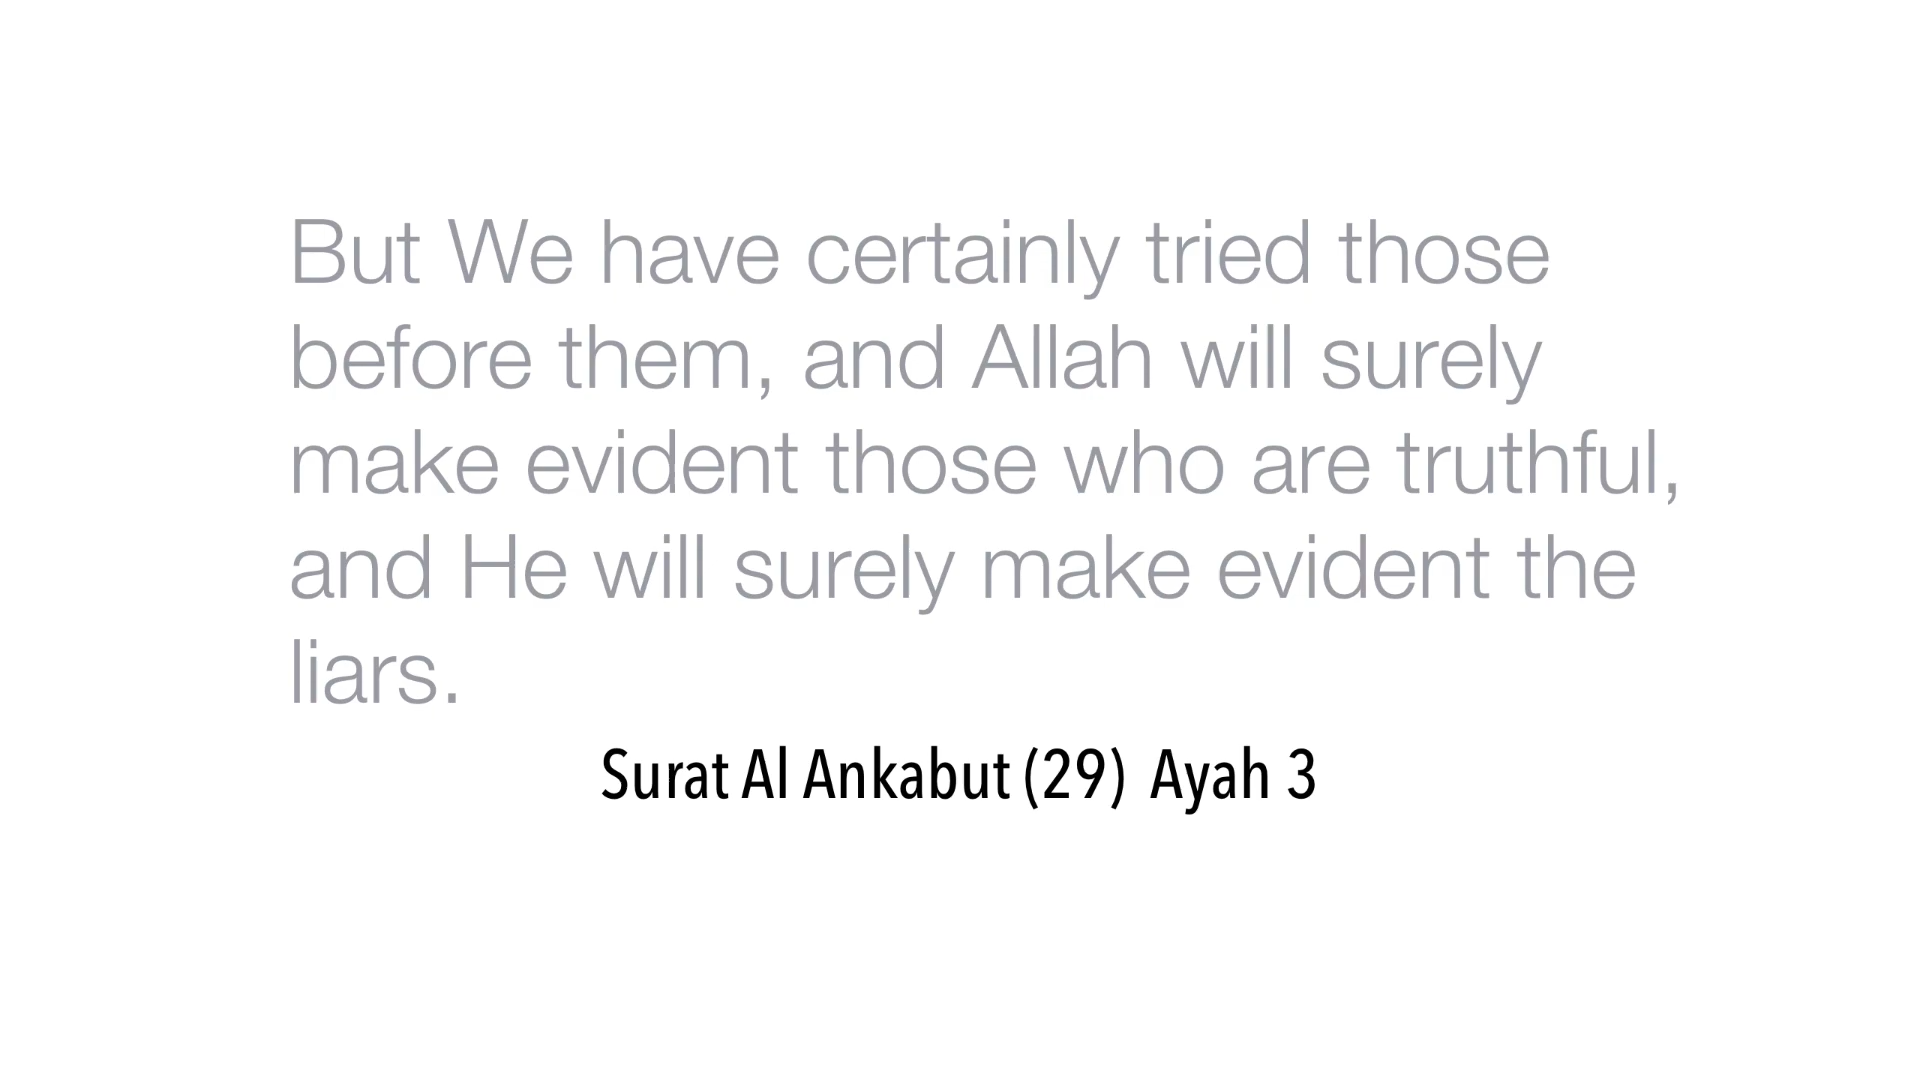 But We have certainly tried those
before them, and Allah will surely
make evident those who are truthful,
and He will surely make evident the
liars.
Surat Al Ankabut (29) Ayah 3